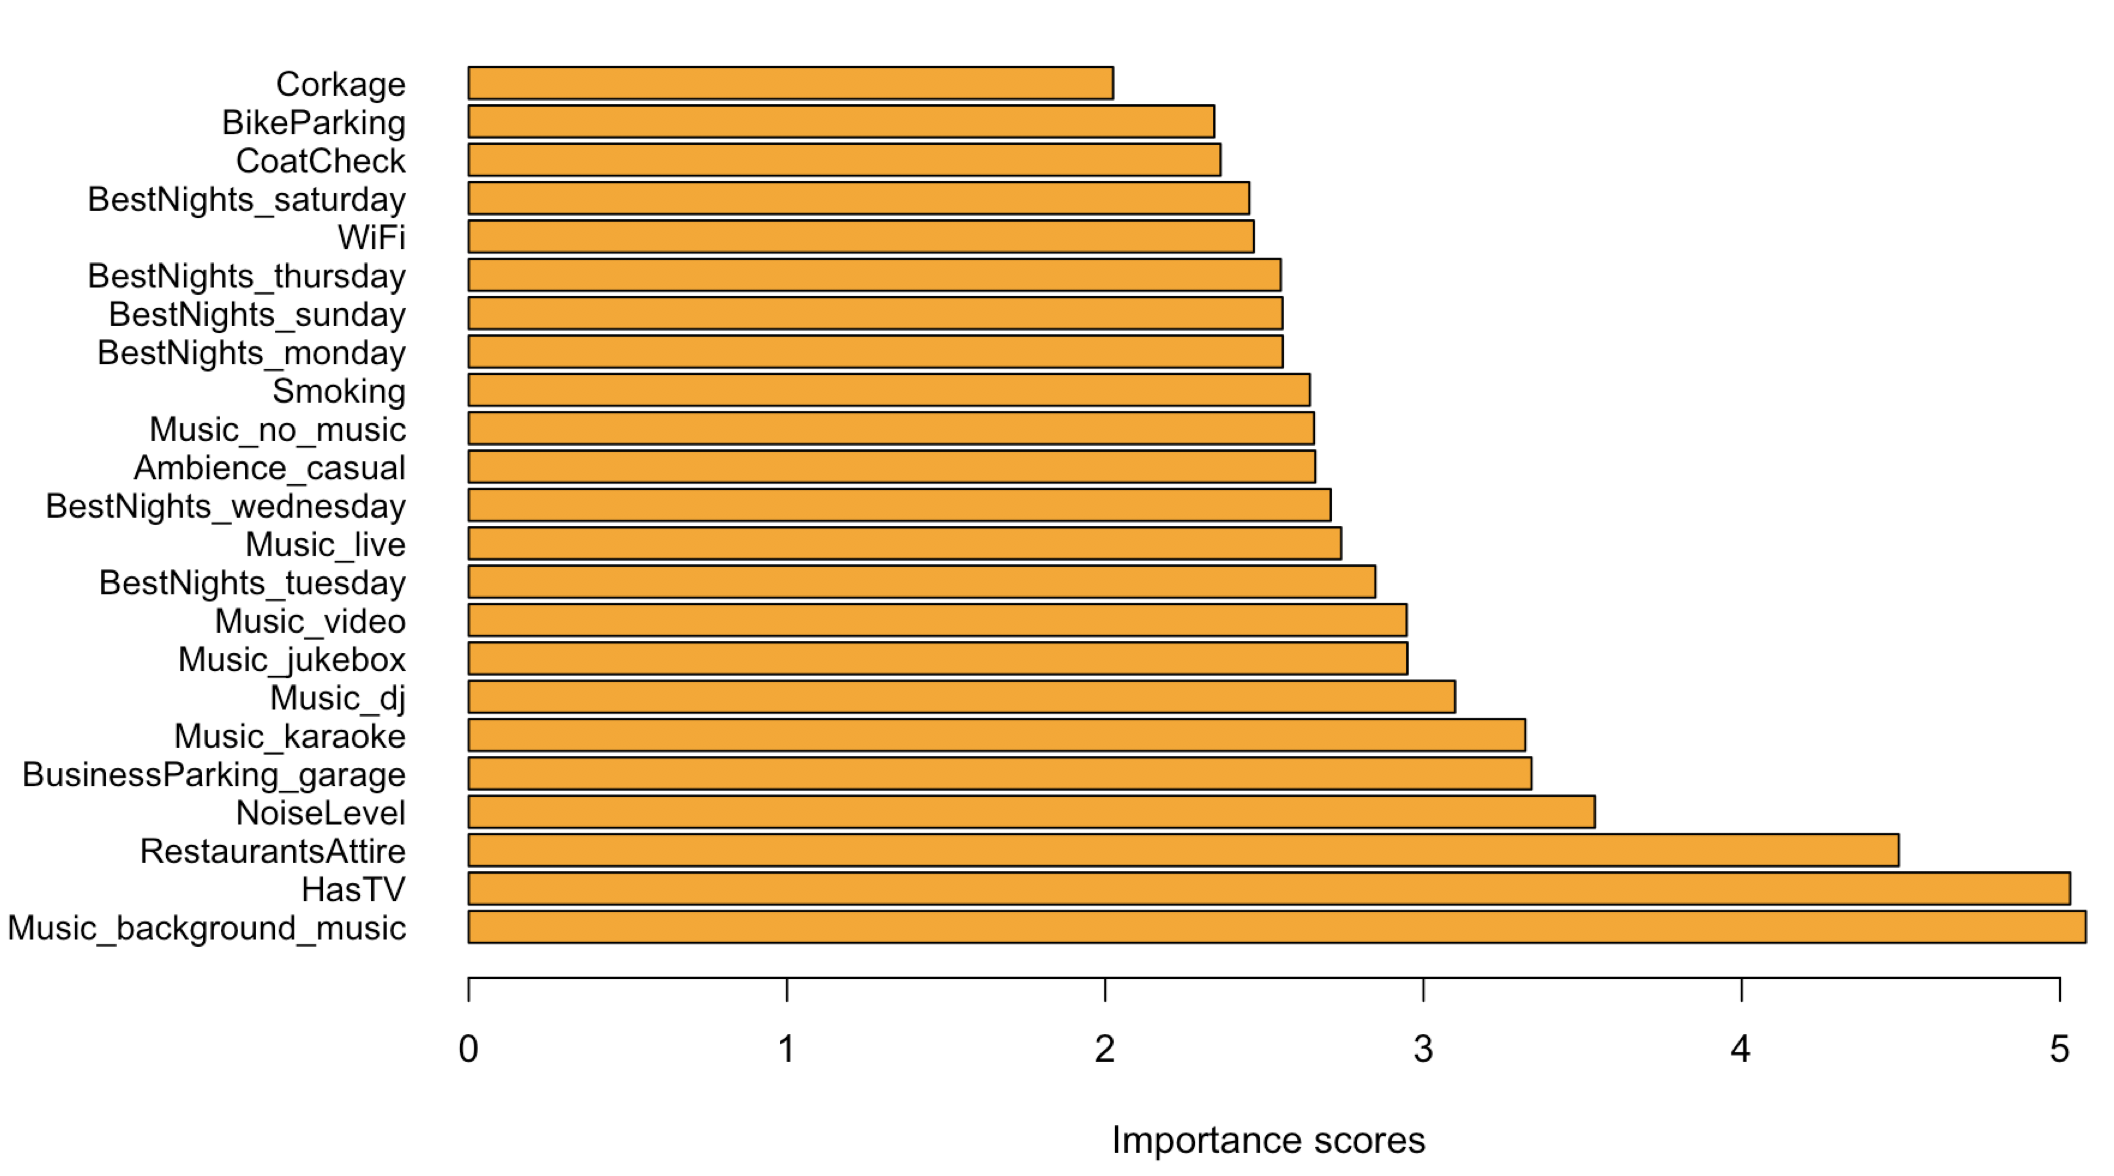 Corkage
BikeParking
CoatCheck
BestNights_saturday
WiFi
BestNights_thursday
BestNights_sunday
BestNights_monday
Smoking
Music_no_music
Ambience_casual
BestNights_wednesday
Music_live
BestNights_tuesday
Music_video
Music_jukebox
Music_dj
Music_karaoke
BusinessParking_garage
NoiseLevel
RestaurantsAttire
HasTV
Music_background_music
0 1 2 3 4 5
Importance scores